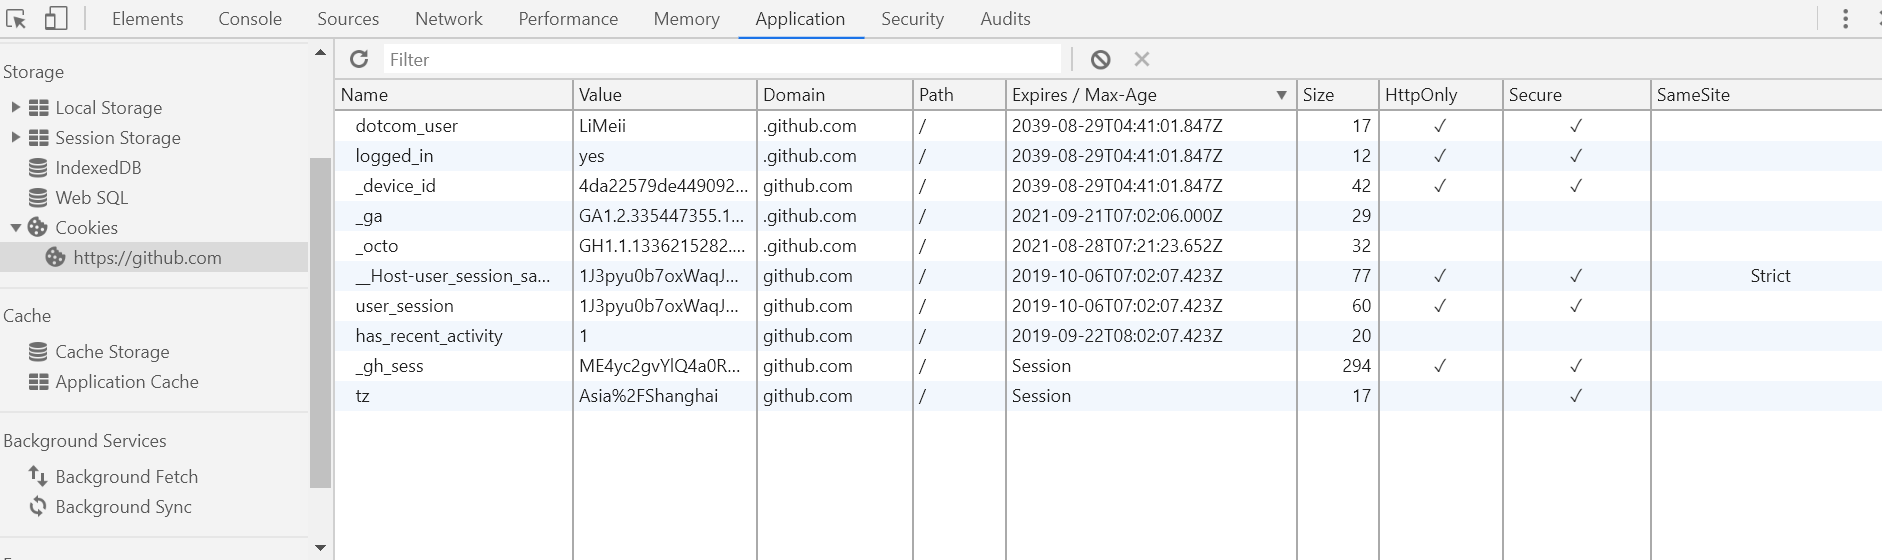 Elements Console Sources Network Performance Memory Application Security Audits
Filter
Storage
Local Storage
Session Storage
IndexedDB
Web SQL
Cookies
https://github.com
Cache
Cache Storage
Application Cache
Background Services
Background Fetch
Background Sync
Name Value Domain Path Expires / Max-Age Size HttpOnly Secure SameSite
dotcom_user LiMeii .github.com / 2039-08-29T04:41:01.847Z 17 ✓ ✓
logged_in yes .github.com / 2039-08-29T04:41:01.847Z 12 ✓ ✓
_device_id 4da22579de449092... github.com / 2039-08-29T04:41:01.847Z 42 ✓ ✓
_ga GA1.2.335447355.1... .github.com / 2021-09-21T07:02:06.000Z 29
_octo GH1.1.1336215282.... .github.com / 2021-08-28T07:21:23.652Z 32
__Host-user_session_sa... 1J3pyu0b7oxWaqJ... github.com / 2019-10-06T07:02:07.423Z 77 ✓ ✓ Strict
user_session 1J3pyu0b7oxWaqJ... github.com / 2019-10-06T07:02:07.423Z 60 ✓ ✓
has_recent_activity 1 github.com / 2019-09-22T08:02:07.423Z 20
_gh_sess ME4yc2gvYlQ4a0R... github.com / Session 294 ✓ ✓
tz Asia%2FShanghai github.com / Session 17 ✓